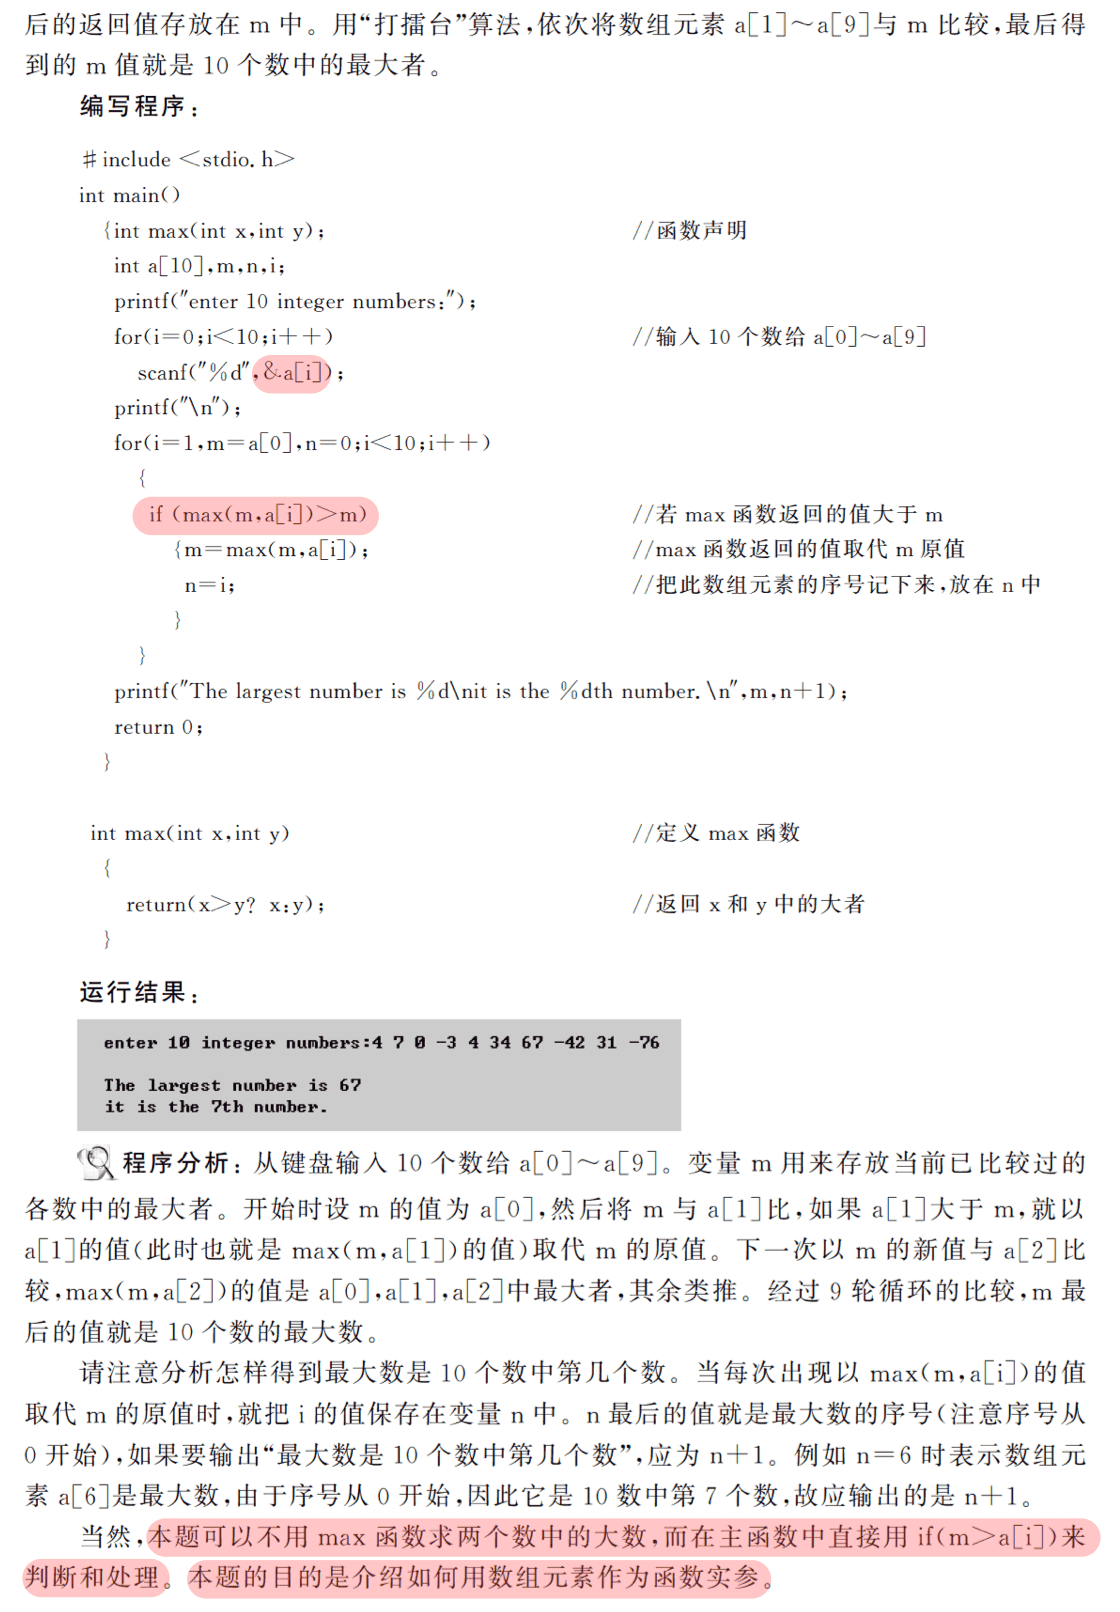 后的返回值存放在 m 中。用“打擂台”算法,依次将数组元素 a[1]～a[9]与 m 比较,最后得
到的 m 值就是 10 个数中的最大者。
编写程序:
#include <stdio.h>
int main()
{int max(int x,int y); //函数声明
int a[10],m,n,i;
printf("enter 10 integer numbers:");
for(i=0;i<10;i++) //输入 10 个数给 a[0]～a[9]
scanf("%d",&a[i]);
printf("\n");
for(i=1,m=a[0],n=0;i<10;i++)
{
if (max(m,a[i])>m) //若 max 函数返回的值大于 m
{m=max(m,a[i]); //max 函数返回的值取代 m 原值
n=i; //把此数组元素的序号记下来,放在 n 中
}
}
printf("The largest number is %d\nit is the %dth number.\n",m,n+1);
return 0;
}
int max(int x,int y) //定义 max 函数
{
return(x>y? x:y); //返回 x 和 y 中的大者
}
运行结果:
enter 10 integer numbers:4 7 0 -3 4 34 67 -42 31 -76
The largest number is 67
it is the 7th number.
程序分析: 从键盘输入 10 个数给 a[0]～a[9]。变量 m 用来存放当前已比较过的
各数中的最大者。开始时设 m 的值为 a[0],然后将 m 与 a[1]比,如果 a[1]大于 m,就以
a[1]的值(此时也就是 max(m,a[1])的值)取代 m 的原值。下一次以 m 的新值与 a[2]比
较,max(m,a[2])的值是 a[0],a[1],a[2]中最大者,其余类推。经过 9 轮循环的比较,m 最
后的值就是 10 个数的最大数。
请注意分析怎样得到最大数是 10 个数中第几个数。当每次出现以 max(m,a[i])的值
取代 m 的原值时,就把 i 的值保存在变量 n 中。n 最后的值就是最大数的序号(注意序号从
0 开始),如果要输出“最大数是 10 个数中第几个数”,应为 n+1。例如 n=6 时表示数组元
素 a[6]是最大数,由于序号从 0 开始,因此它是 10 数中第 7 个数,故应输出的是 n+1。
当然,本题可以不用 max 函数求两个数中的大数,而在主函数中直接用 if(m>a[i])来
判断和处理。本题的目的是介绍如何用数组元素作为函数实参。